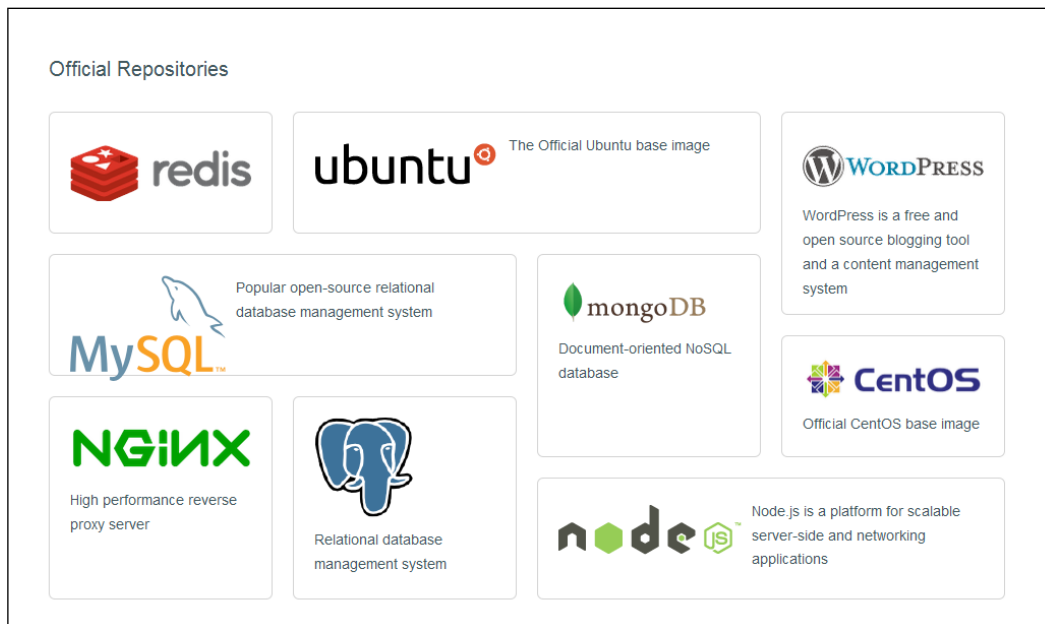 Official Repositories
redis
ubuntu
The Official Ubuntu base image
WORDPRESS
WordPress is a free and
open source blogging tool
and a content management
system
MySQL™
Popular open-source relational
database management system
mongoDB
Document-oriented NoSQL
database
CentOS
Official CentOS base image
NGINX
High performance reverse
proxy server
Relational database
management system
node JS™
Node.js is a platform for scalable
server-side and networking
applications